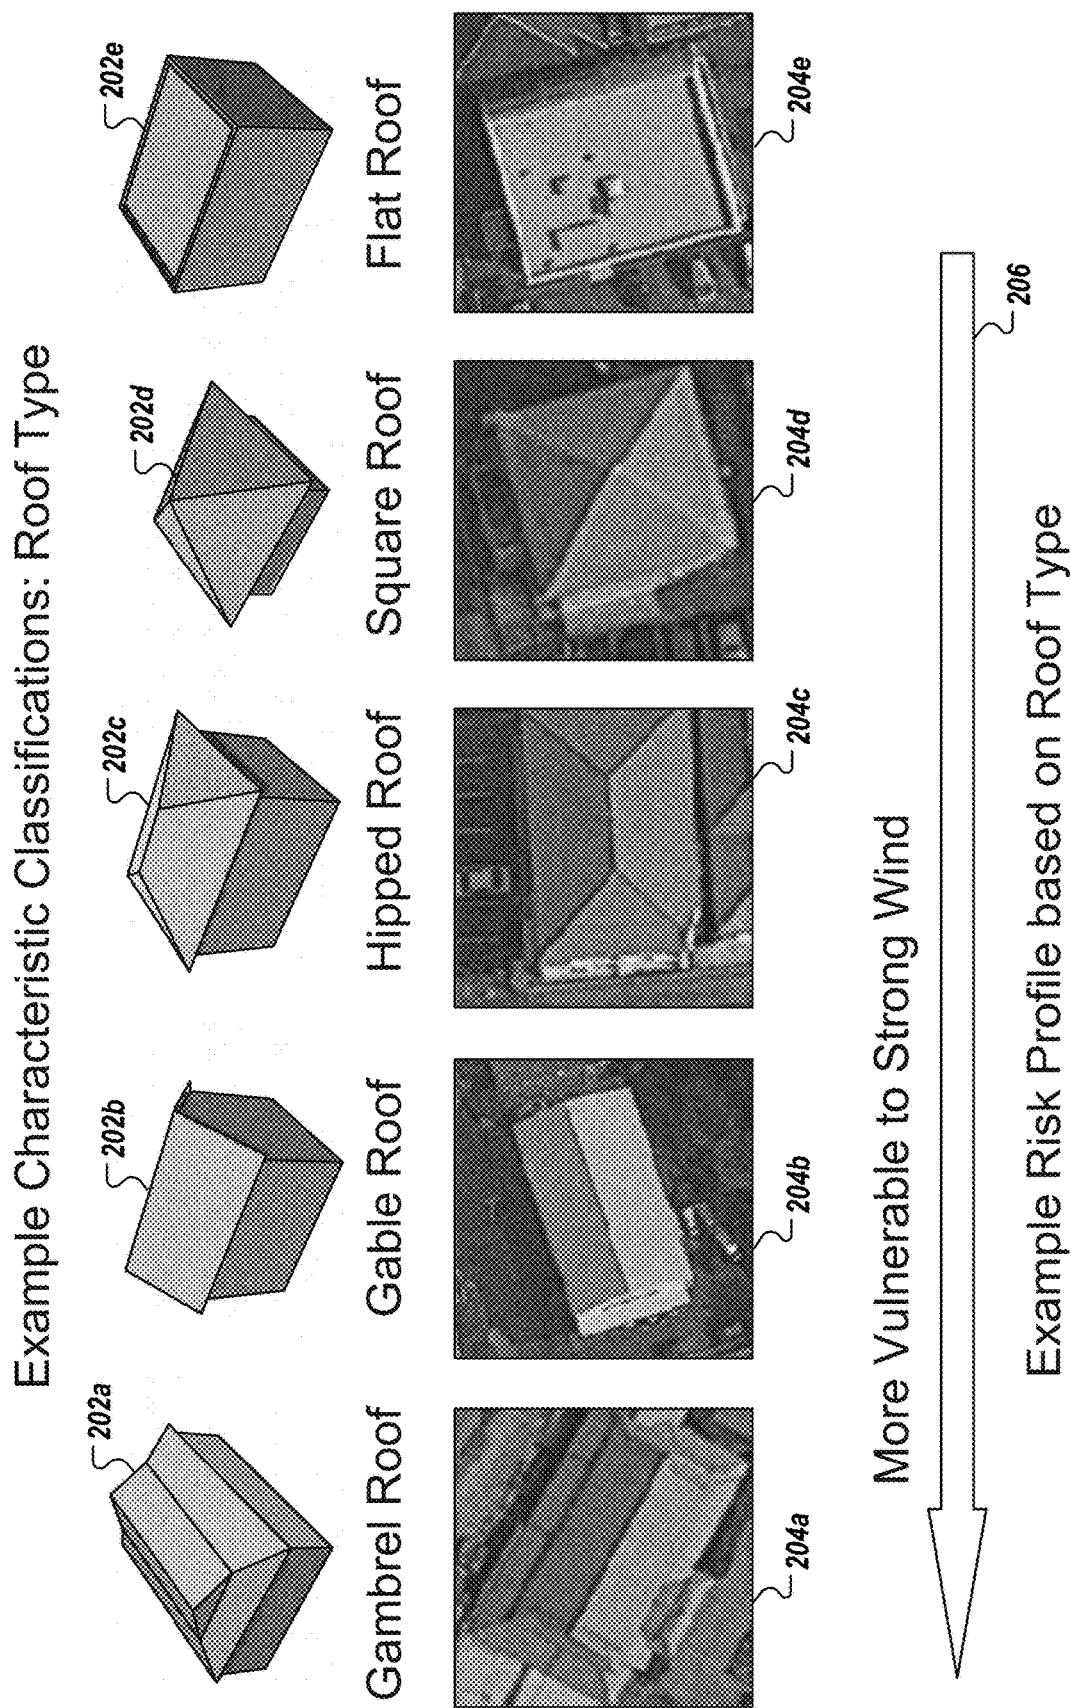 Example Characteristic Classifications: Roof Type
202a
202b
202c
202d
202e
Gambrel Roof
Gable Roof
Hipped Roof
Square Roof
Flat Roof
204a
204b
204c
204d
204e
More Vulnerable to Strong Wind
206
Example Risk Profile based on Roof Type